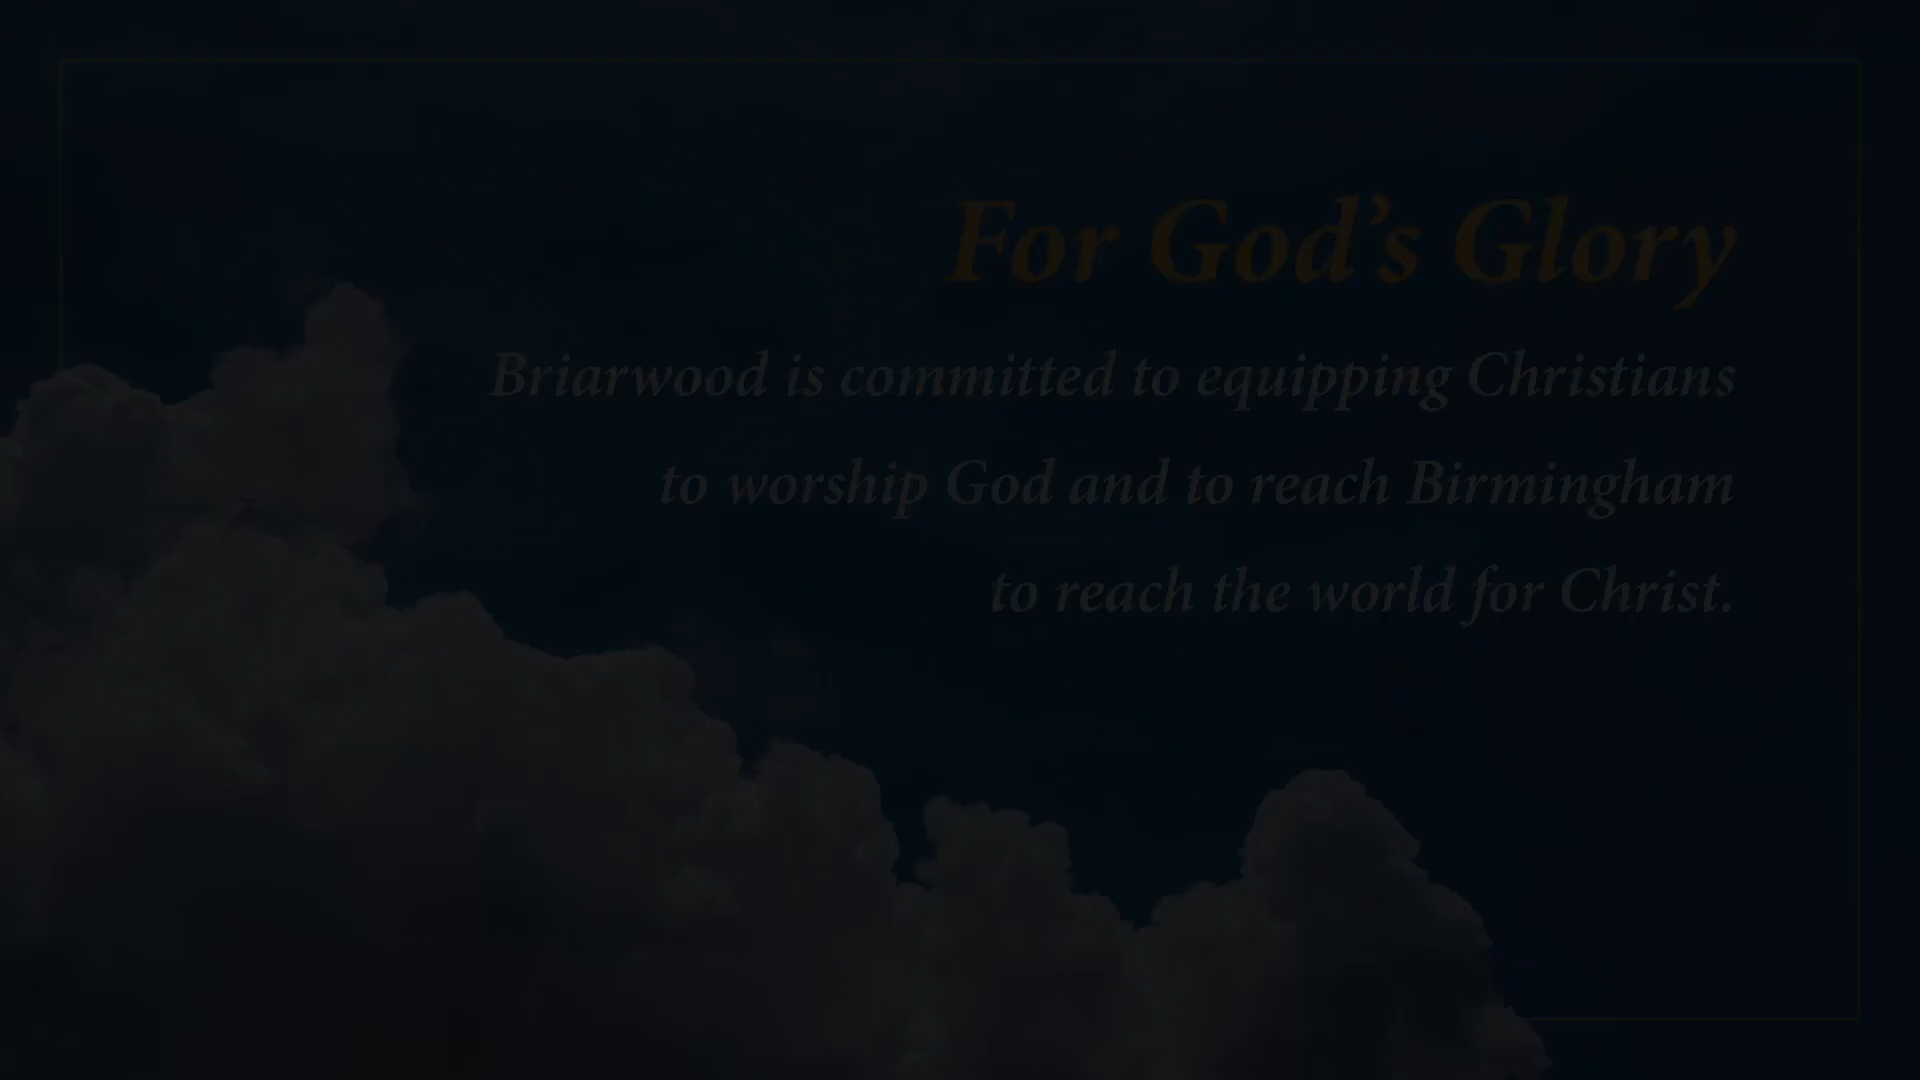 For God’s Glory
Briarwood is committed to equipping Christians
to worship God and to reach Birmingham
to reach the world for Christ.